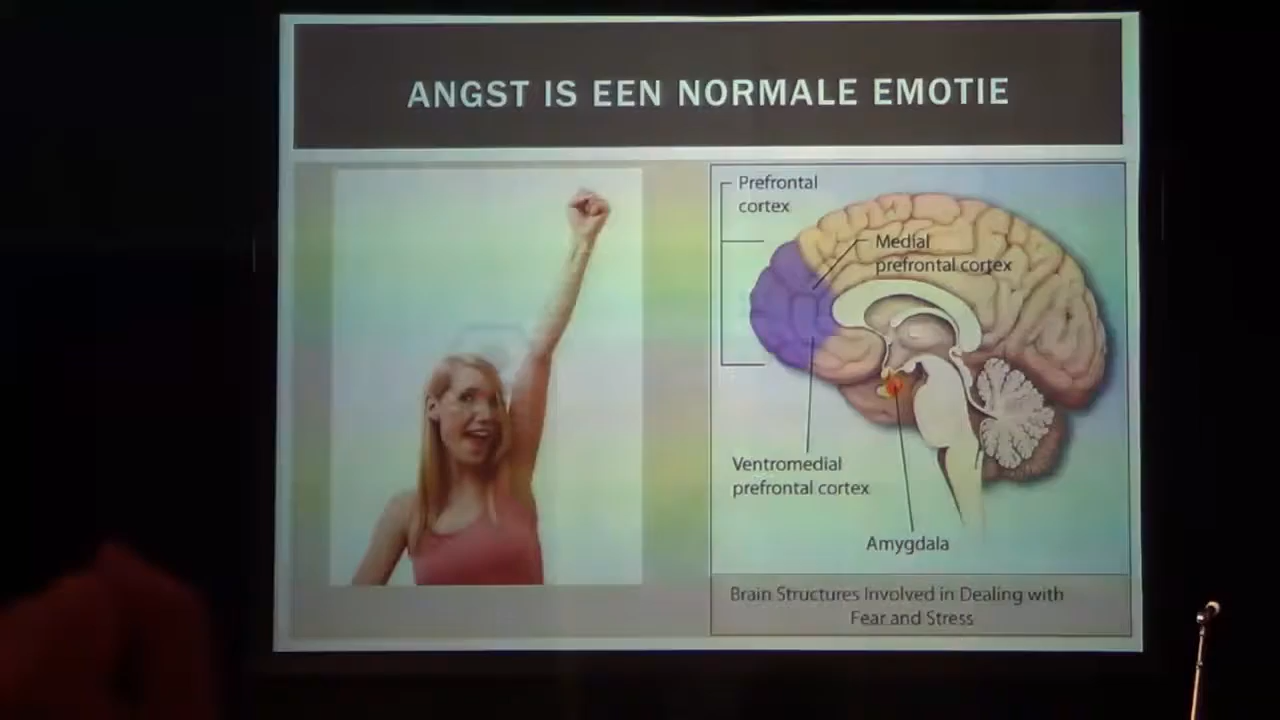 ANGST IS EEN NORMALE EMOTIE
Prefrontal
cortex
Medial
prefrontal cortex
Ventromedial
prefrontal cortex
Amygdala
Brain Structures Involved in Dealing with
Fear and Stress